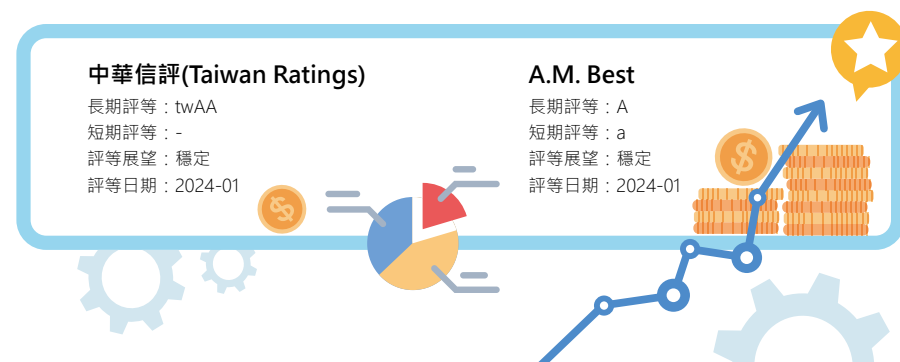 中華信評(Taiwan Ratings)
長期評等：twAA
短期評等：-
評等展望：穩定
評等日期：2024-01
A.M. Best
長期評等：A
短期評等：a
評等展望：穩定
評等日期：2024-01